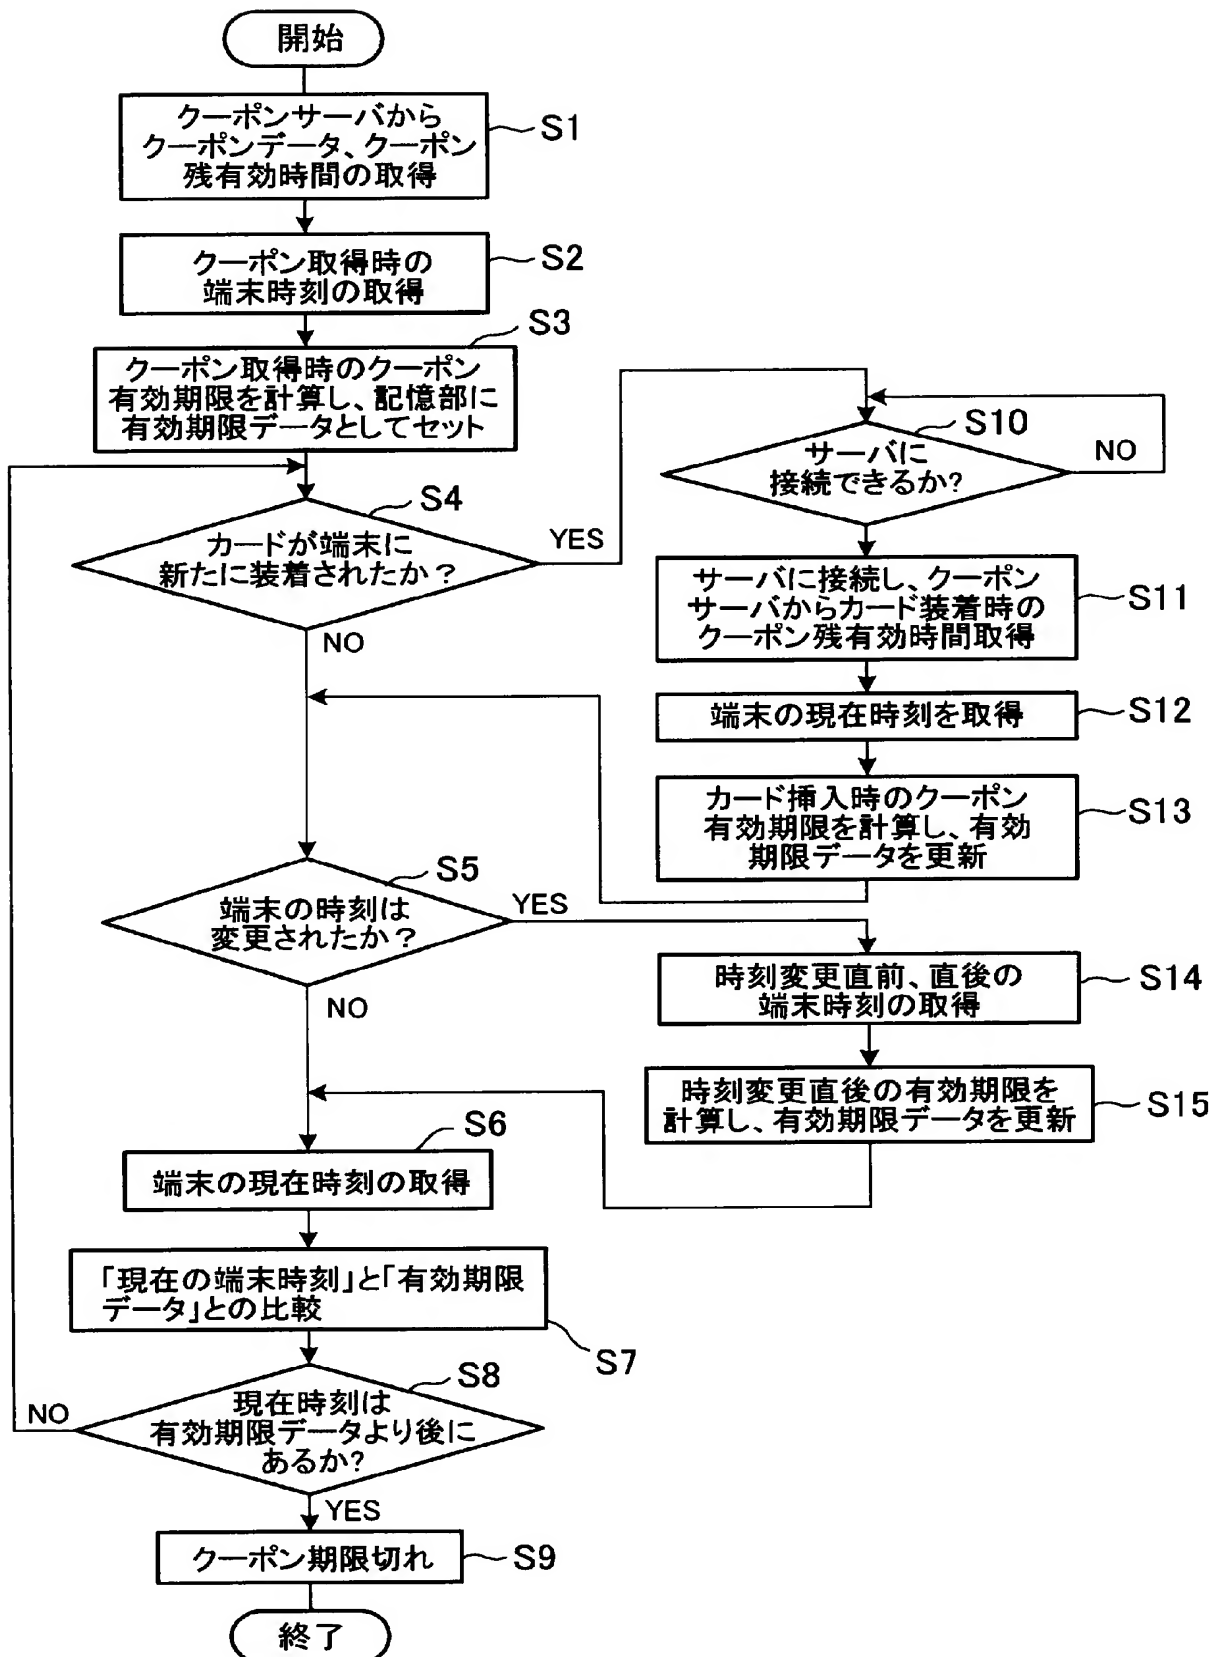 開始
クーポンサーバから
クーポンデータ、クーポン
残有効時間の取得
S1
クーポン取得時の
端末時刻の取得
S2
S3
クーポン取得時のクーポン
有効期限を計算し、記憶部に
有効期限データとしてセット
S4
カードが端末に
新たに装着されたか?
YES
NO
S10
サーバに
接続できるか?
NO
サーバに接続し、クーポン
サーバからカード装着時の
クーポン残有効時間取得
S11
端末の現在時刻を取得
S12
カード挿入時のクーポン
有効期限を計算し、有効
期限データを更新
S13
S5
端末の時刻は
変更されたか?
YES
NO
時刻変更直前、直後の
端末時刻の取得
S14
時刻変更直後の有効期限を
計算し、有効期限データを更新
S15
S6
端末の現在時刻の取得
「現在の端末時刻」と「有効期限
データ」との比較
S7
S8
現在時刻は
有効期限データより後に
あるか?
NO
YES
クーポン期限切れ
S9
終了